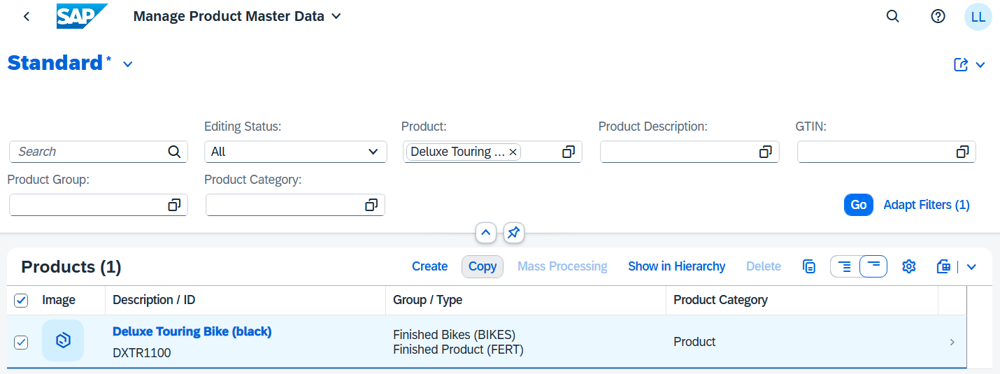 SAP Manage Product Master Data LL
Standard *
Editing Status: Product: Product Description: GTIN:
Search All Deluxe Touring ...
Product Group: Product Category:
Go Adapt Filters (1)
Products (1) Create Copy Mass Processing Show in Hierarchy Delete
Image Description / ID Group / Type Product Category
Deluxe Touring Bike (black)
DXTR1100
Finished Bikes (BIKES)
Finished Product (FERT)
Product